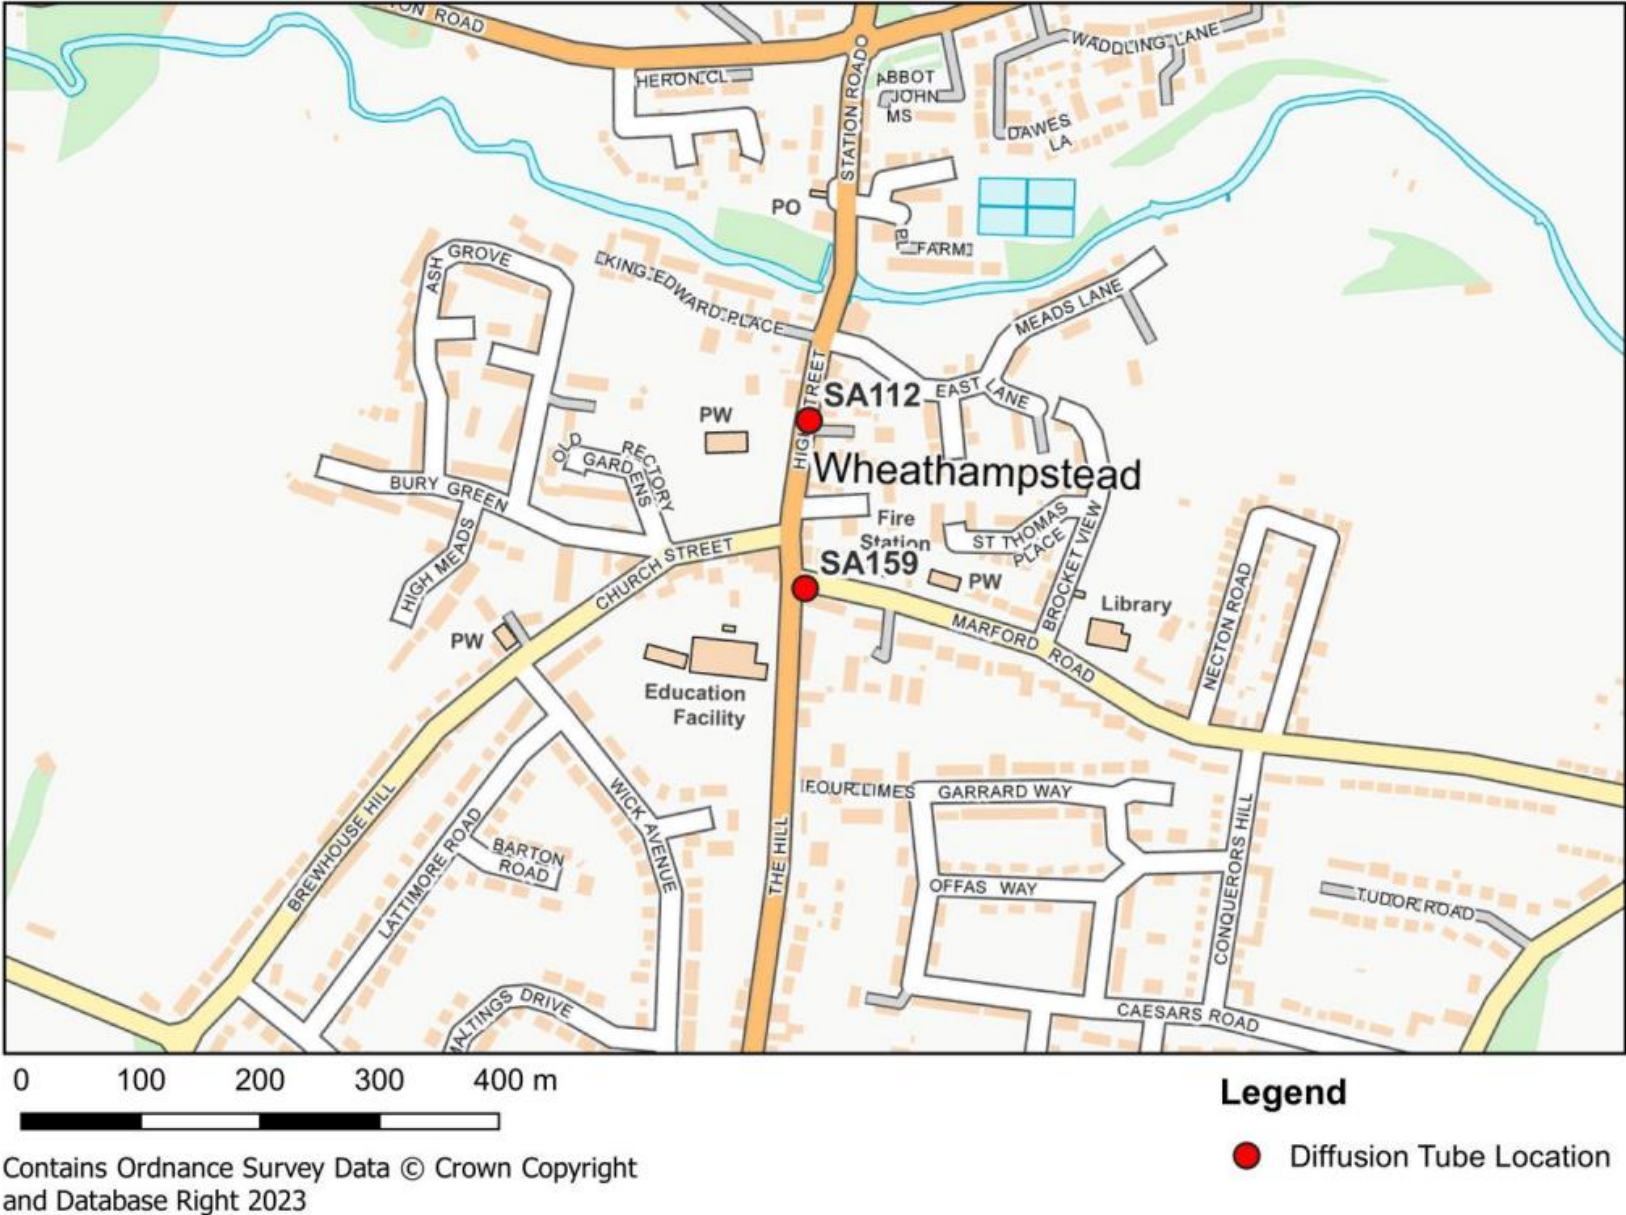 TON ROAD
WADDLING LANE
HERON CL
STATION ROAD
ABBOT
JOHN
MS
DAWES
LA
PO
FARM
ASH GROVE
KING EDWARD PLACE
MEADS LANE
HIGH STREET
SA112
EAST LANE
PW
OLD RECTORY
GARDENS
Wheathampstead
BURY GREEN
Fire
Station
ST THOMAS
PLACE
BROCKET VIEW
HIGH MEADS
CHURCH STREET
SA159
PW
Library
NECTON ROAD
PW
MARFORD ROAD
Education
Facility
FOUR LIMES
GARRARD WAY
WICK AVENUE
BREWHOUSE HILL
LATTIMORE ROAD
BARTON
ROAD
THE HILL
OFFAS WAY
CONQUERORS HILL
TUDOR ROAD
MALTINGS DRIVE
CAESARS ROAD
0 100 200 300 400 m
Legend
Diffusion Tube Location
Contains Ordnance Survey Data © Crown Copyright
and Database Right 2023